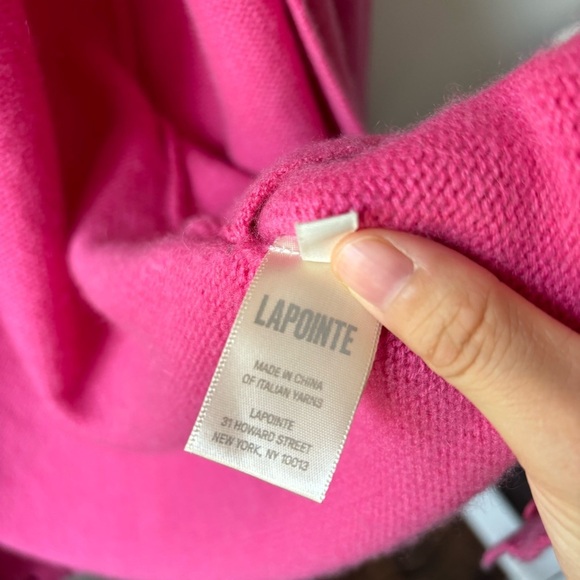 LAPOINTE
MADE IN CHINA
OF ITALIAN YARNS
LAPOINTE
31 HOWARD STREET
NEW YORK, NY 10013